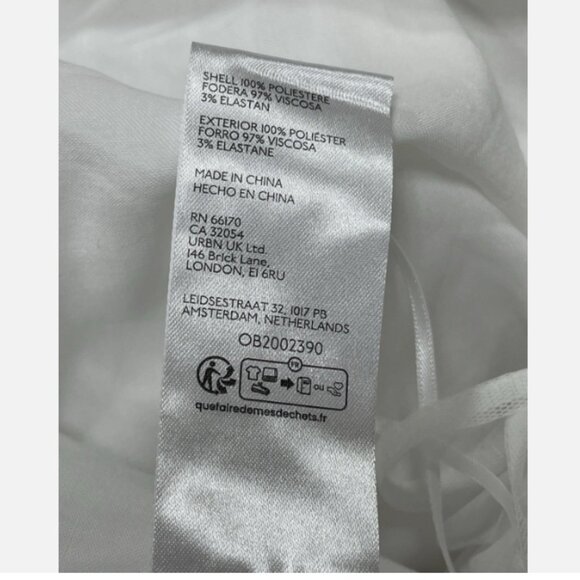 SHELL 100% POLIESTERE
FODERA 97% VISCOSA
3% ELASTAN
EXTERIOR 100% POLIÉSTER
FORRO 97% VISCOSA
3% ELASTANE
MADE IN CHINA
HECHO EN CHINA
RN 66170
CA 32054
URBN UK Ltd.
146 Brick Lane,
LONDON, E1 6RU
LEIDSESTRAAT 32, 1017 PB
AMSTERDAM, NETHERLANDS
OB2002390
FR
OU
quefairedemesdechets.fr